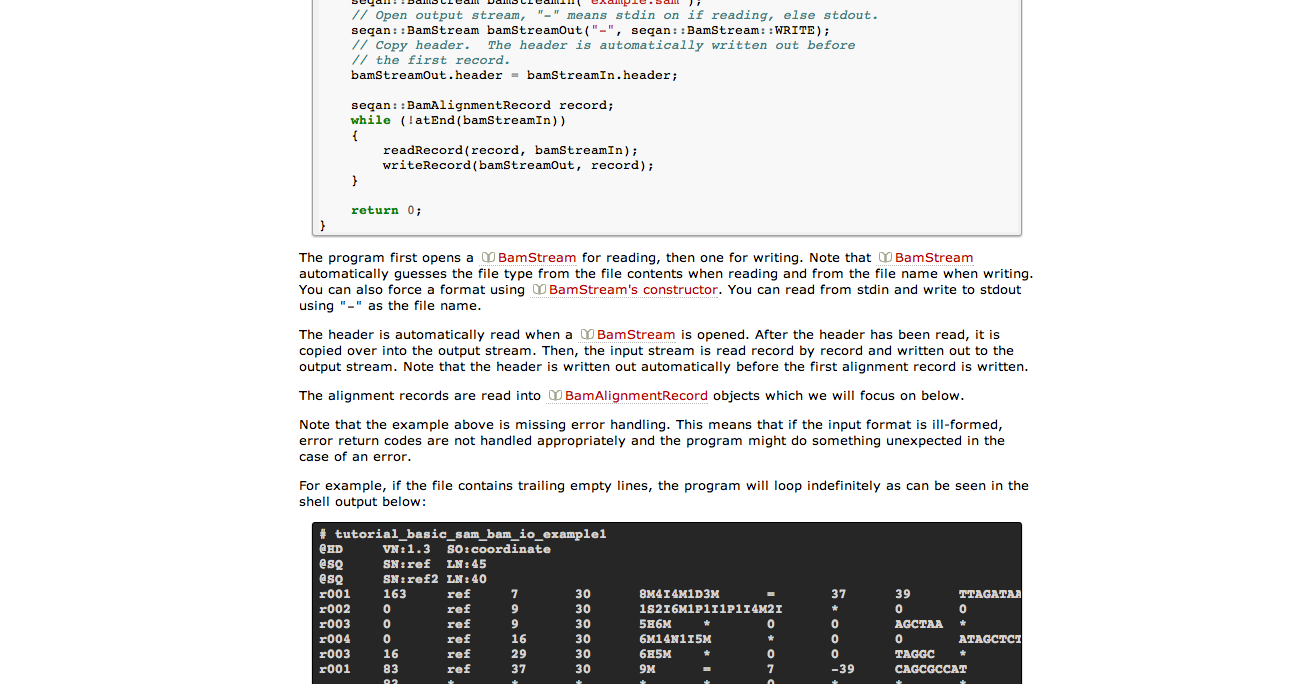 seqan::BamStream bamStreamIn("example.sam");
// Open output stream, "-" means stdin on if reading, else stdout.
seqan::BamStream bamStreamOut("-", seqan::BamStream::WRITE);
// Copy header.  The header is automatically written out before
// the first record.
bamStreamOut.header = bamStreamIn.header;
seqan::BamAlignmentRecord record;
while (!atEnd(bamStreamIn))
{
readRecord(record, bamStreamIn);
writeRecord(bamStreamOut, record);
}
return 0;
}
The program first opens a BamStream for reading, then one for writing. Note that BamStream
automatically guesses the file type from the file contents when reading and from the file name when writing.
You can also force a format using BamStream's constructor. You can read from stdin and write to stdout
using "-" as the file name.
The header is automatically read when a BamStream is opened. After the header has been read, it is
copied over into the output stream. Then, the input stream is read record by record and written out to the
output stream. Note that the header is written out automatically before the first alignment record is written.
The alignment records are read into BamAlignmentRecord objects which we will focus on below.
Note that the example above is missing error handling. This means that if the input format is ill-formed,
error return codes are not handled appropriately and the program might do something unexpected in the
case of an error.
For example, if the file contains trailing empty lines, the program will loop indefinitely as can be seen in the
shell output below:
# tutorial_basic_sam_bam_io_example1
@HD VN:1.3 SO:coordinate
@SQ SN:ref LN:45
@SQ SN:ref2 LN:40
r001 163 ref 7 30 8M4I4M1D3M = 37 39 TTAGATAA
r002 0 ref 9 30 1S2I6M1P1I1P1I4M2I * 0 0
r003 0 ref 9 30 5H6M * 0 0 AGCTAA *
r004 0 ref 16 30 6M14N1I5M * 0 0 ATAGCTCT
r003 16 ref 29 30 6H5M * 0 0 TAGGC *
r001 83 ref 37 30 9M = 7 -39 CAGCGCCAT
83 * * * * * 0 * * *